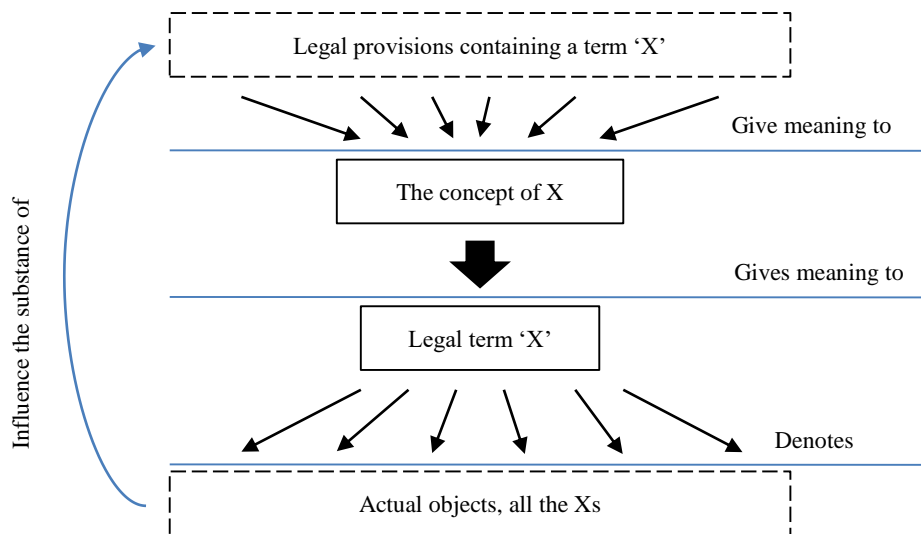 Legal provisions containing a term ‘X’
Give meaning to
The concept of X
Gives meaning to
Legal term ‘X’
Denotes
Actual objects, all the Xs
Influence the substance of